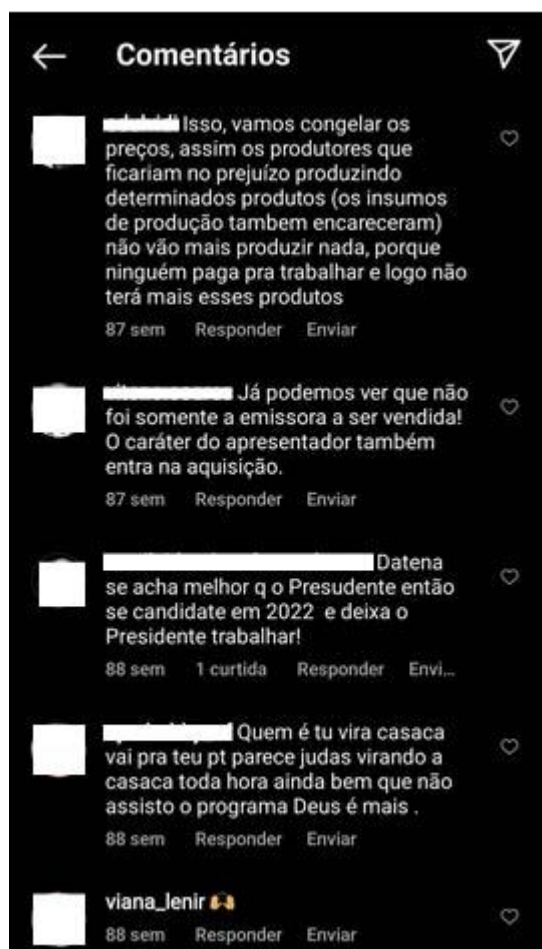 Comentários
Isso, vamos congelar os
preços, assim os produtores que
ficariam no prejuízo produzindo
determinados produtos (os insumos
de produção tambem encareceram)
não vão mais produzir nada, porque
ninguém paga pra trabalhar e logo não
terá mais esses produtos
87 sem Responder Enviar
Já podemos ver que não
foi somente a emissora a ser vendida!
O caráter do apresentador também
entra na aquisição.
87 sem Responder Enviar
Datena
se acha melhor q o Presudente então
se candidate em 2022 e deixa o
Presidente trabalhar!
88 sem 1 curtida Responder Envi...
Quem é tu vira casaca
vai pra teu pt parece judas virando a
casaca toda hora ainda bem que não
assisto o programa Deus é mais .
88 sem Responder Enviar
viana_lenir 🙌
88 sem Responder Enviar